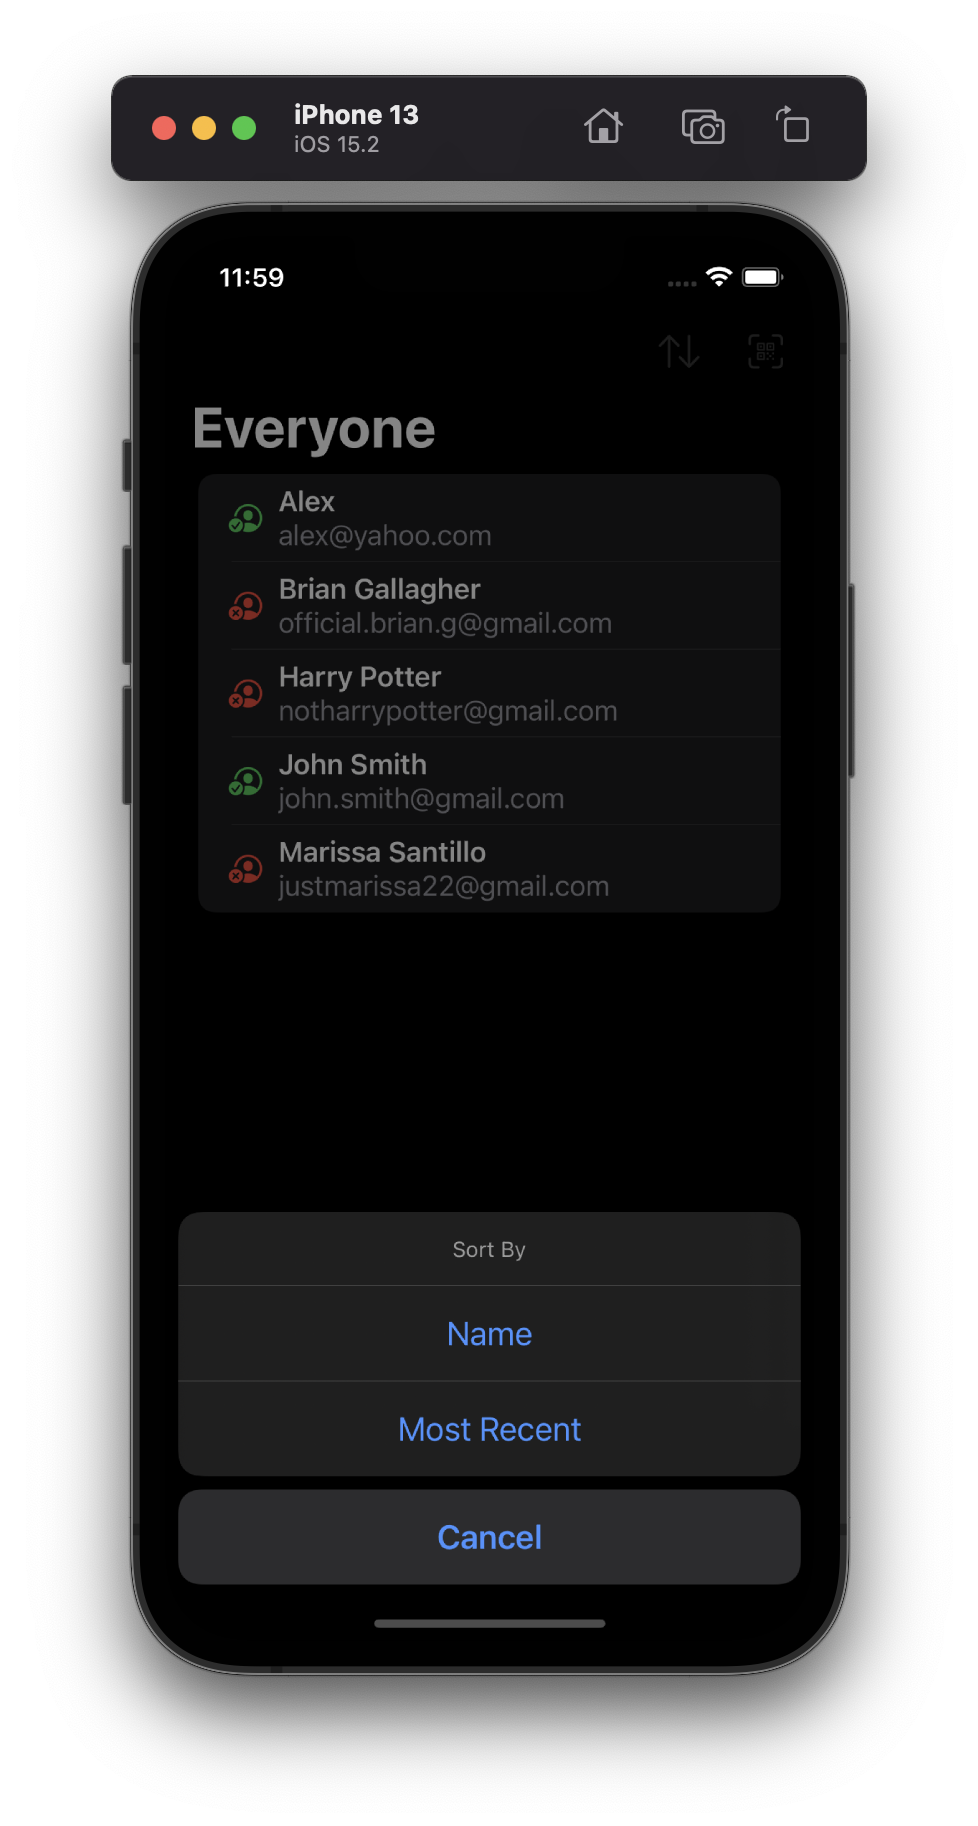 iPhone 13
iOS 15.2
11:59
Everyone
Alex
alex@yahoo.com
Brian Gallagher
official.brian.g@gmail.com
Harry Potter
notharrypotter@gmail.com
John Smith
john.smith@gmail.com
Marissa Santillo
justmarissa22@gmail.com
Sort By
Name
Most Recent
Cancel